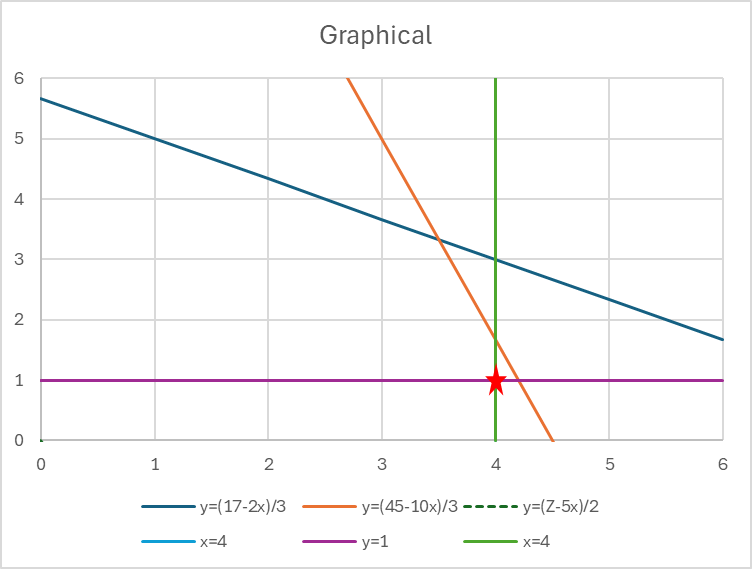 Graphical
6
5
4
3
2
1
0
0 1 2 3 4 5 6
y=(17-2x)/3 y=(45-10x)/3 y=(Z-5x)/2
x=4 y=1 x=4